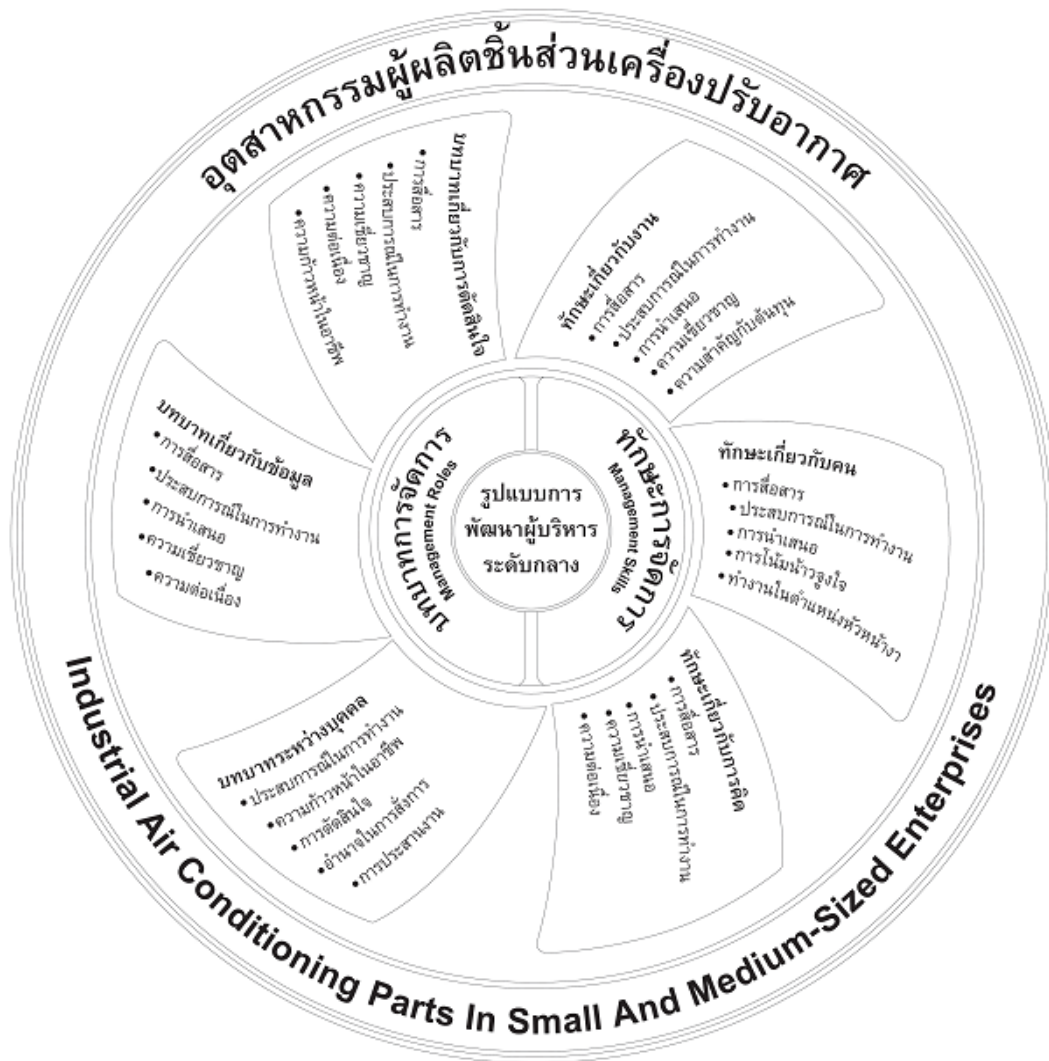 อุตสาหกรรมผู้ผลิตชิ้นส่วนเครื่องปรับอากาศ
บทบาทเกี่ยวกับการตัดสินใจ
•การสื่อสาร
•ประสบการณ์ในการทำงาน
•ความเชี่ยวชาญ
•ความต่อเนื่อง
•ความก้าวหน้าในอาชีพ
ทักษะเกี่ยวกับงาน
•การสื่อสาร
•ประสบการณ์ในการทำงาน
•การนำเสนอ
•ความเชี่ยวชาญ
•ความสำคัญกับต้นทุน
บทบาทเกี่ยวกับข้อมูล
•การสื่อสาร
•ประสบการณ์ในการทำงาน
•การนำเสนอ
•ความเชี่ยวชาญ
•ความต่อเนื่อง
บทบาทการจัดการ
Management Roles
รูปแบบการ
พัฒนาผู้บริหาร
ระดับกลาง
ทักษะการจัดการ
Management Skills
ทักษะเกี่ยวกับคน
•การสื่อสาร
•ประสบการณ์ในการทำงาน
•การนำเสนอ
•การโน้มน้าวจูงใจ
•ทำงานในตำแหน่งหัวหน้างา
บทบาทระหว่างบุคคล
•ประสบการณ์ในการทำงาน
•ความก้าวหน้าในอาชีพ
•การตัดสินใจ
•อำนาจในการสั่งการ
•การประสานงาน
ทักษะเกี่ยวกับการคิด
•การสื่อสาร
•ประสบการณ์ในการทำงาน
•การนำเสนอ
•ความเชี่ยวชาญ
•ความต่อเนื่อง
Industrial Air Conditioning Parts In Small And Medium-Sized Enterprises